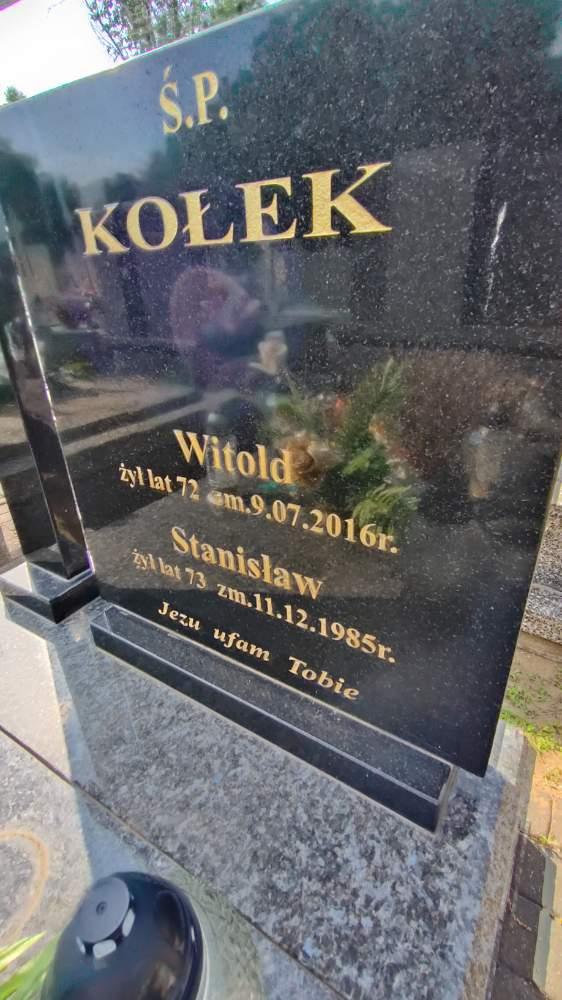 Ś.P.
KOŁEK
Witold
żył lat 72 zm.9.07.2016r.
Stanisław
żył lat 73 zm.11.12.1985r.
Jezu ufam Tobie